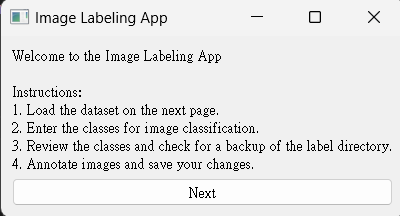 Image Labeling App
Welcome to the Image Labeling App
Instructions:
1. Load the dataset on the next page.
2. Enter the classes for image classification.
3. Review the classes and check for a backup of the label directory.
4. Annotate images and save your changes.
Next